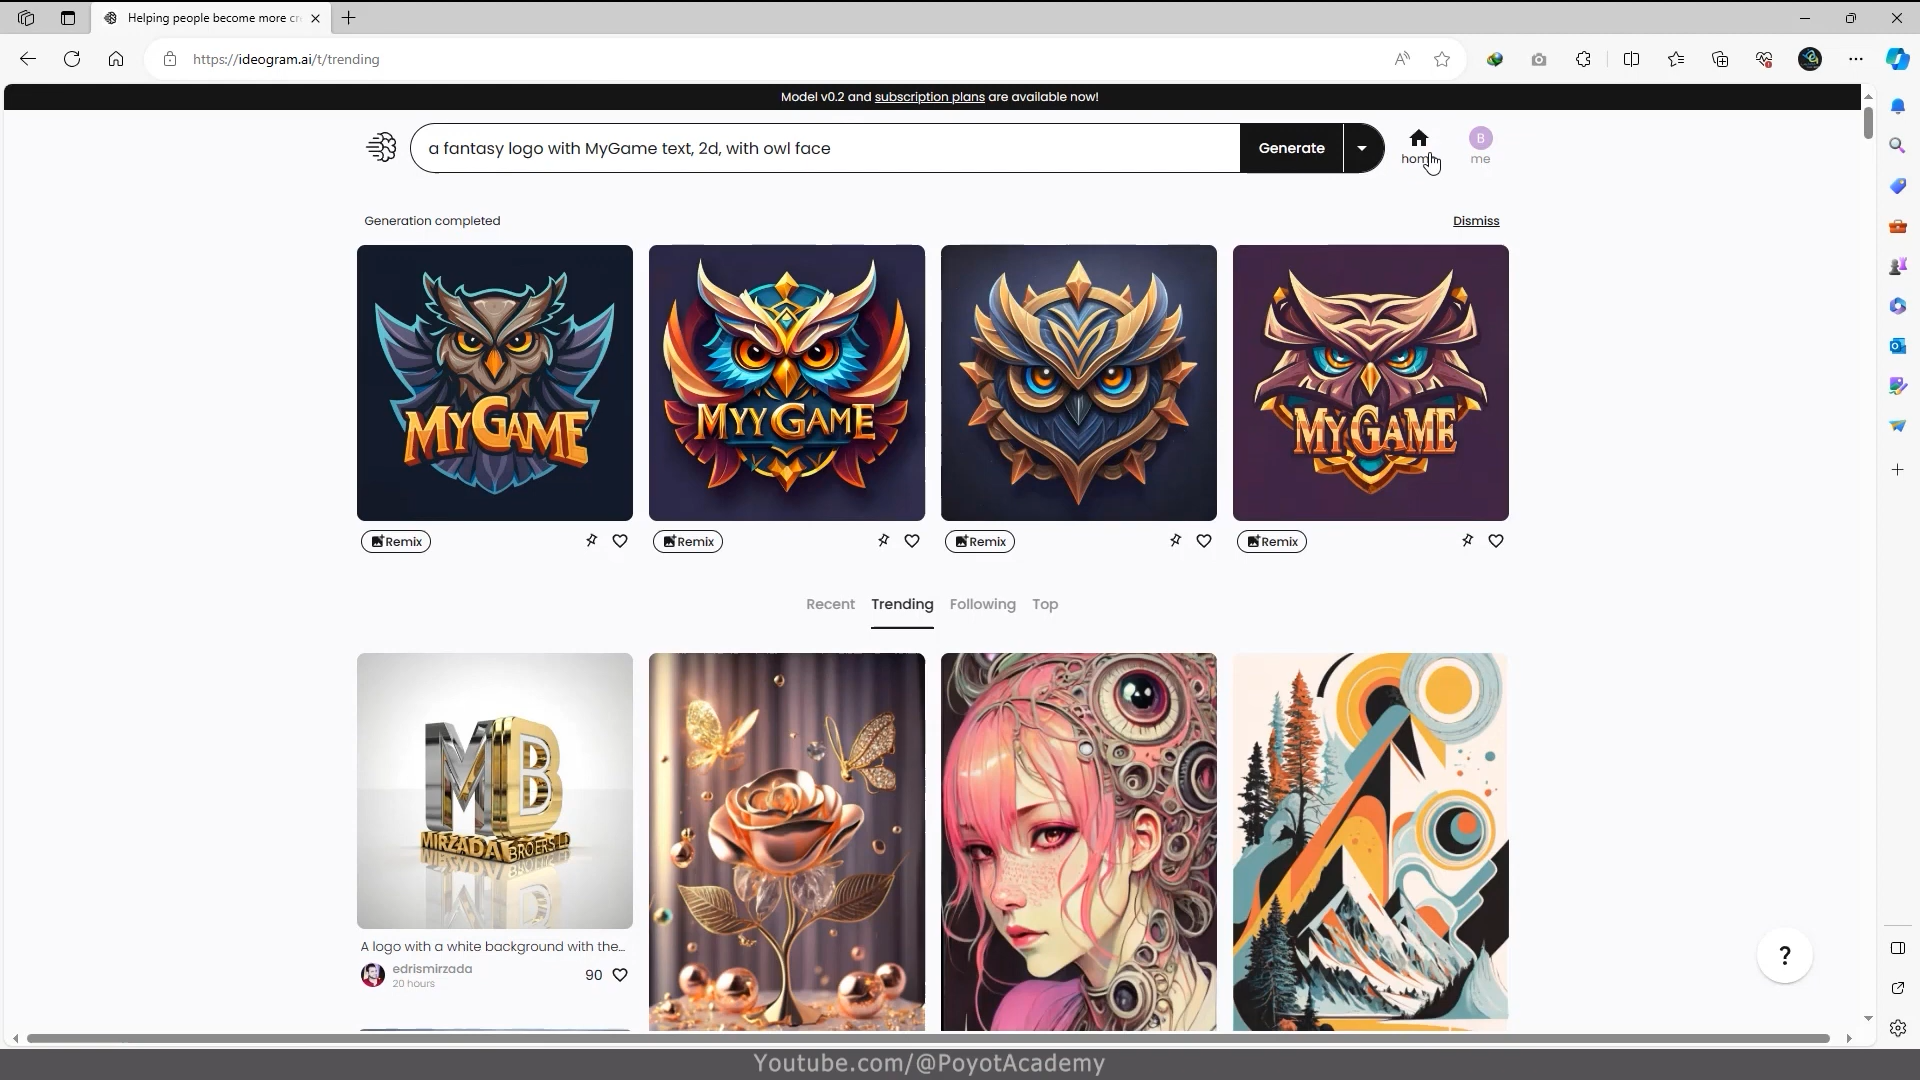 Helping people become more cr
https://ideogram.ai/t/trending
Model v0.2 and subscription plans are available now!
a fantasy logo with MyGame text, 2d, with owl face
Generate
home
B
me
Generation completed
Dismiss
MYGAME
MYYGAME
MYGAME
Remix
Remix
Remix
Remix
Recent
Trending
Following
Top
MB
MIRZADA BROERS
A logo with a white background with the...
edrismirzada
20 hours
90
?
Youtube.com/@PoyotAcademy